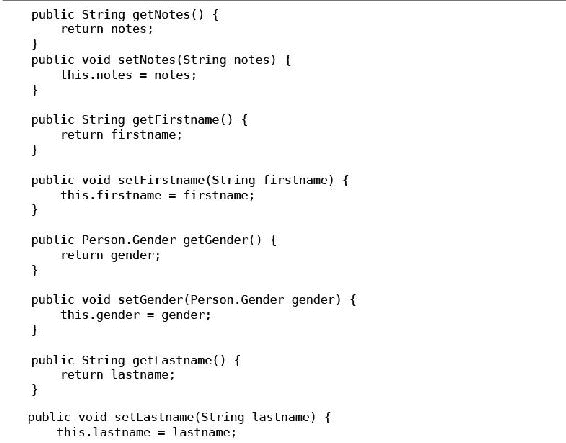 public String getNotes() {
return notes;
}
public void setNotes(String notes) {
this.notes = notes;
}
public String getFirstname() {
return firstname;
}
public void setFirstname(String firstname) {
this.firstname = firstname;
}
public Person.Gender getGender() {
return gender;
}
public void setGender(Person.Gender gender) {
this.gender = gender;
}
public String getLastname() {
return lastname;
}
public void setLastname(String lastname) {
this.lastname = lastname;